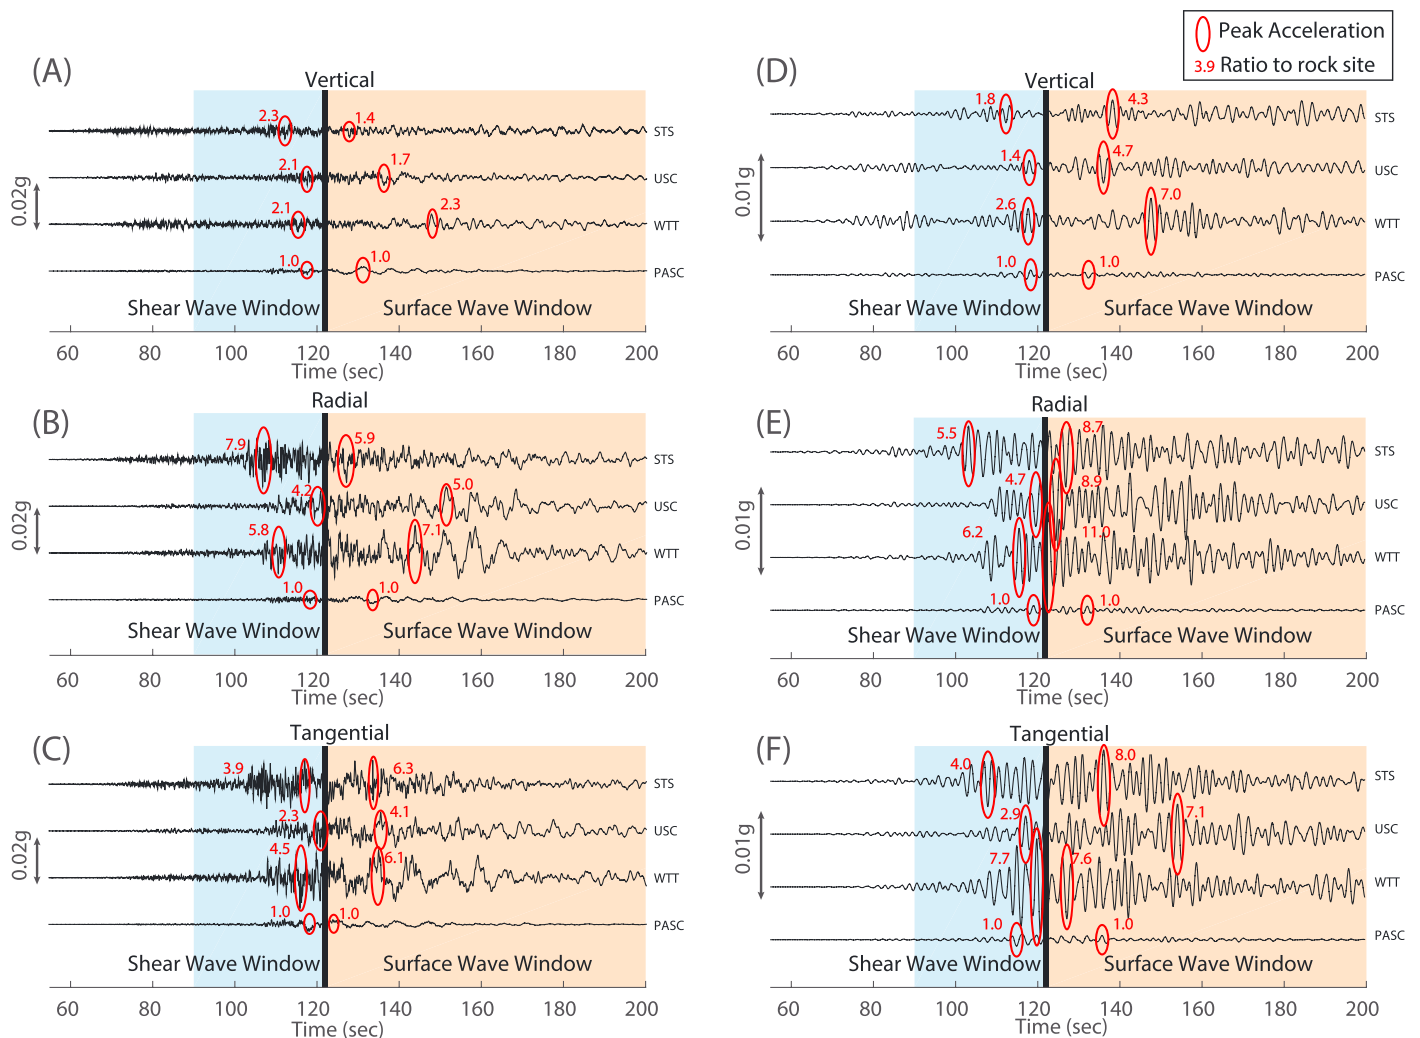 Peak Acceleration
3.9 Ratio to rock site
(A)
Vertical
2.3
1.4
STS
2.1
1.7
USC
0.02g
2.1
2.3
WTT
1.0
1.0
PASC
Shear Wave Window
Surface Wave Window
60 80 100 120 140 160 180 200
Time (sec)
(B)
Radial
7.9
5.9
STS
4.2
5.0
USC
0.02g
5.8
7.1
WTT
1.0
1.0
PASC
Shear Wave Window
Surface Wave Window
60 80 100 120 140 160 180 200
Time (sec)
(C)
Tangential
3.9
6.3
STS
2.3
4.1
USC
0.02g
4.5
6.1
WTT
1.0
1.0
PASC
Shear Wave Window
Surface Wave Window
60 80 100 120 140 160 180 200
Time (sec)
(D)
Vertical
1.8
4.3
STS
1.4
4.7
USC
0.01g
2.6
7.0
WTT
1.0
1.0
PASC
Shear Wave Window
Surface Wave Window
60 80 100 120 140 160 180 200
Time (sec)
(E)
Radial
5.5
8.7
STS
4.7
8.9
USC
0.01g
6.2
11.0
WTT
1.0
1.0
PASC
Shear Wave Window
Surface Wave Window
60 80 100 120 140 160 180 200
Time (sec)
(F)
Tangential
4.0
8.0
STS
2.9
7.1
USC
0.01g
7.7
7.6
WTT
1.0
1.0
PASC
Shear Wave Window
Surface Wave Window
60 80 100 120 140 160 180 200
Time (sec)